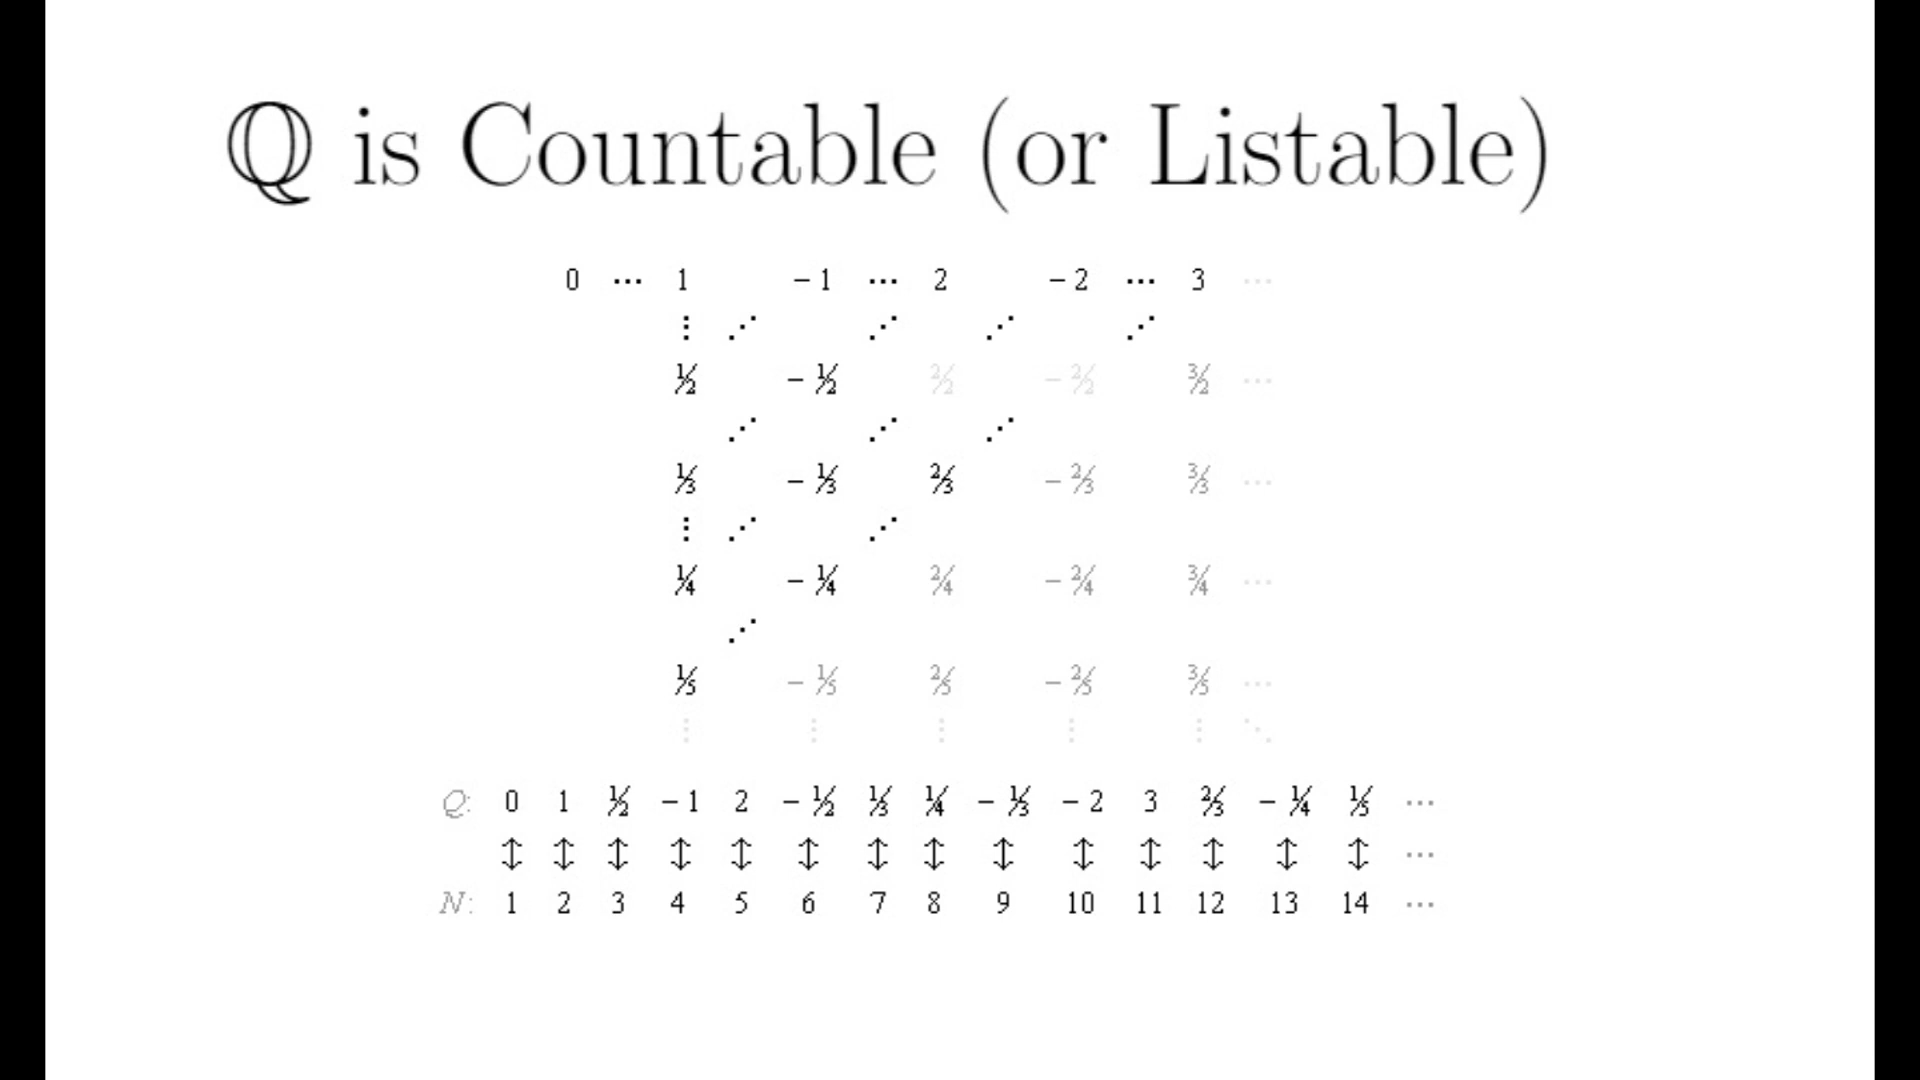 ℚ is Countable (or Listable)
0 ⋯ 1 −1 ⋯ 2 −2 ⋯ 3 ⋯
⋮ ⋰ ⋰ ⋰ ⋰
½ −½ 2/2 −2/2 3/2 ⋯
⋰ ⋰ ⋰
⅓ −⅓ ⅔ −⅔ 3/3 ⋯
⋮ ⋰ ⋰
¼ −¼ 2/4 −2/4 ¾ ⋯
⋰
⅕ −⅕ ⅖ −⅖ ⅗ ⋯
⋮ ⋮ ⋮ ⋮ ⋮ ⋱
Q: 0 1 ½ −1 2 −½ ⅓ ¼ −⅓ −2 3 ⅔ −¼ ⅕ ⋯
↕ ↕ ↕ ↕ ↕ ↕ ↕ ↕ ↕ ↕ ↕ ↕ ↕ ↕ ⋯
N: 1 2 3 4 5 6 7 8 9 10 11 12 13 14 ⋯